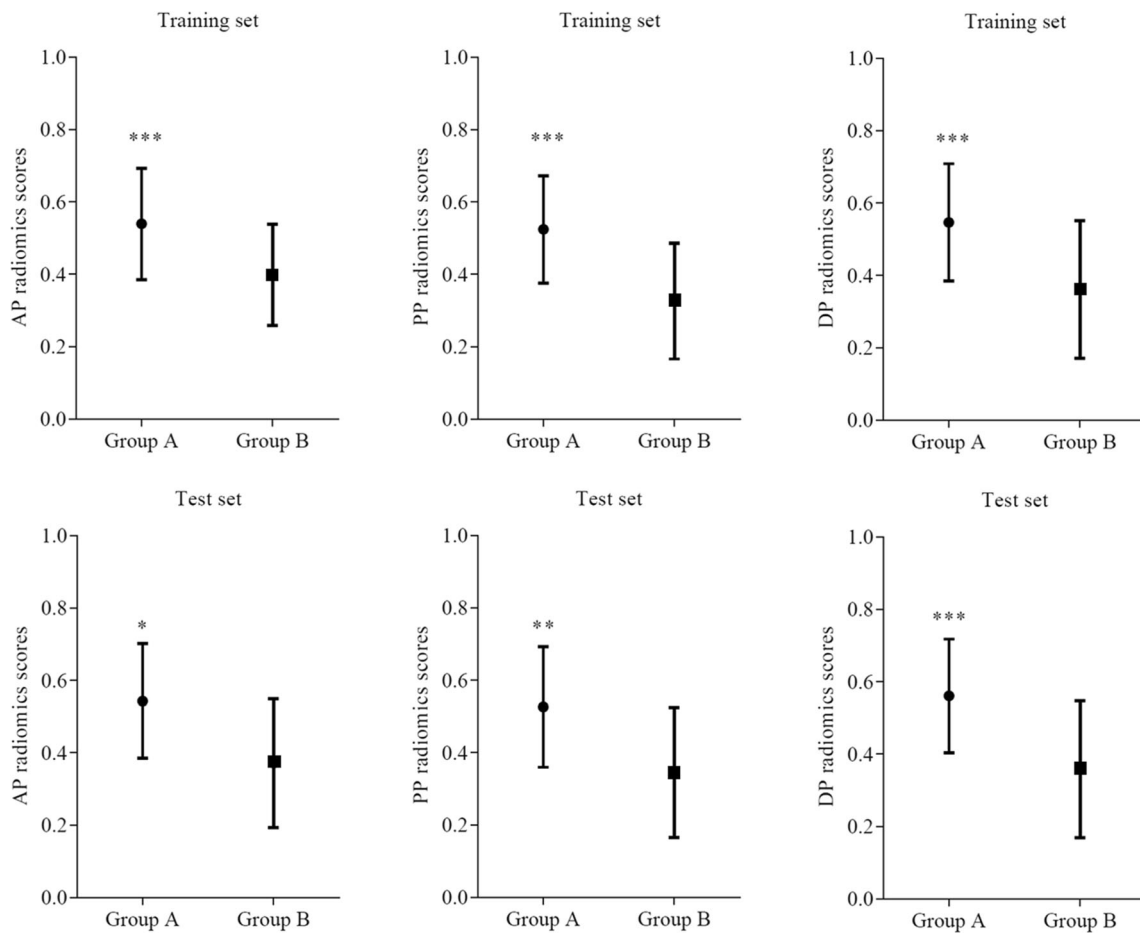 Training set
1.0
0.8
0.6
0.4
0.2
0.0
AP radiomics scores
***
Group A
Group B
Training set
1.0
0.8
0.6
0.4
0.2
0.0
PP radiomics scores
***
Group A
Group B
Training set
1.0
0.8
0.6
0.4
0.2
0.0
DP radiomics scores
***
Group A
Group B
Test set
1.0
0.8
0.6
0.4
0.2
0.0
AP radiomics scores
*
Group A
Group B
Test set
1.0
0.8
0.6
0.4
0.2
0.0
PP radiomics scores
**
Group A
Group B
Test set
1.0
0.8
0.6
0.4
0.2
0.0
DP radiomics scores
***
Group A
Group B